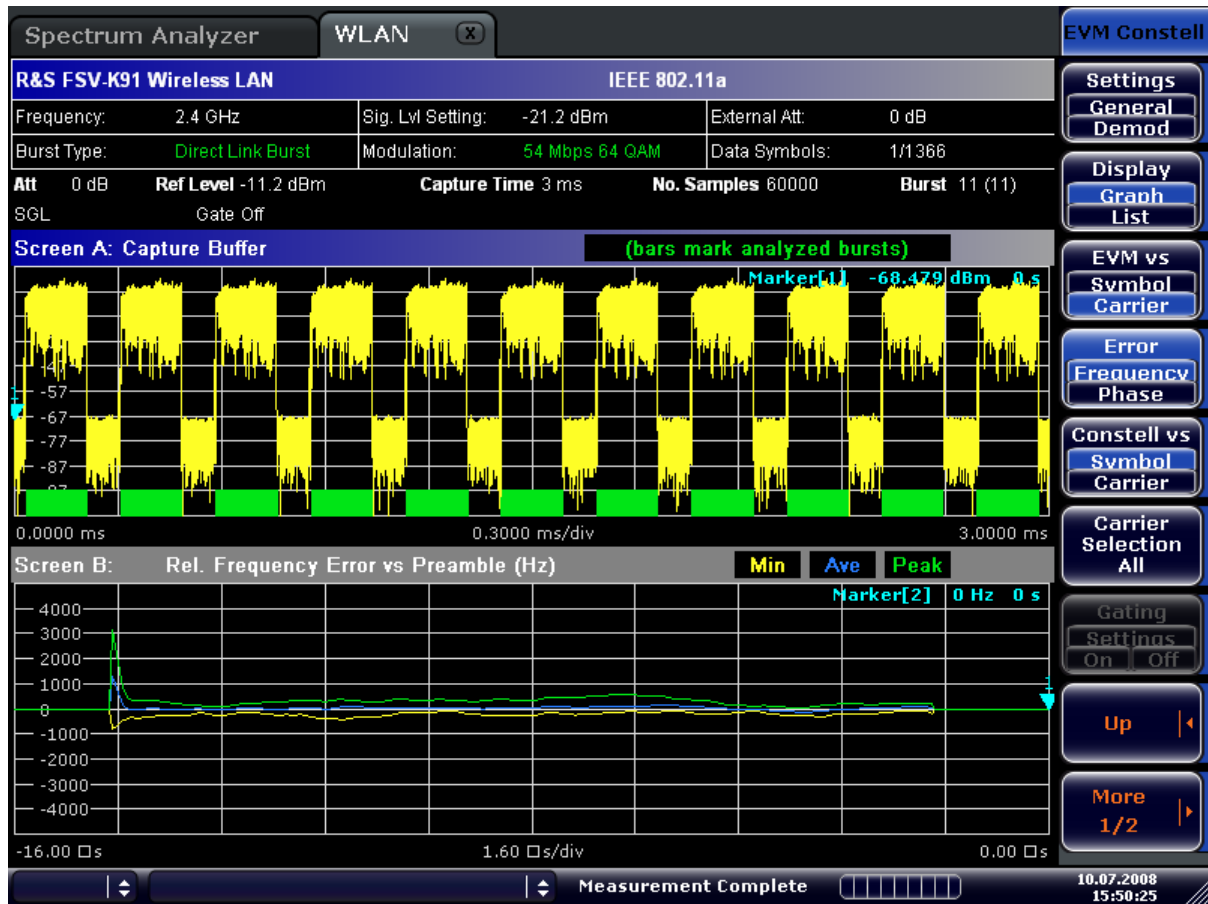 Spectrum Analyzer WLAN X
R&S FSV-K91 Wireless LAN IEEE 802.11a
Frequency: 2.4 GHz Sig. Lvl Setting: -21.2 dBm External Att: 0 dB
Burst Type: Direct Link Burst Modulation: 54 Mbps 64 QAM Data Symbols: 1/1366
Att 0 dB Ref Level -11.2 dBm Capture Time 3 ms No. Samples 60000 Burst 11 (11)
SGL Gate Off
Screen A: Capture Buffer (bars mark analyzed bursts)
Marker[1] -68.479 dBm 0 s
-47
-57
1
-67
-77
-87
0.0000 ms 0.3000 ms/div 3.0000 ms
Screen B: Rel. Frequency Error vs Preamble (Hz) Min Ave Peak
Marker[2] 0 Hz 0 s
4000
3000
2000
1000
1
0
-1000
-2000
-3000
-4000
-16.00 □s 1.60 □s/div 0.00 □s
Measurement Complete
10.07.2008
15:50:25
EVM Constell
Settings
General
Demod
Display
Graph
List
EVM vs
Symbol
Carrier
Error
Frequency
Phase
Constell vs
Symbol
Carrier
Carrier
Selection
All
Gating
Settings
On Off
Up
More
1/2